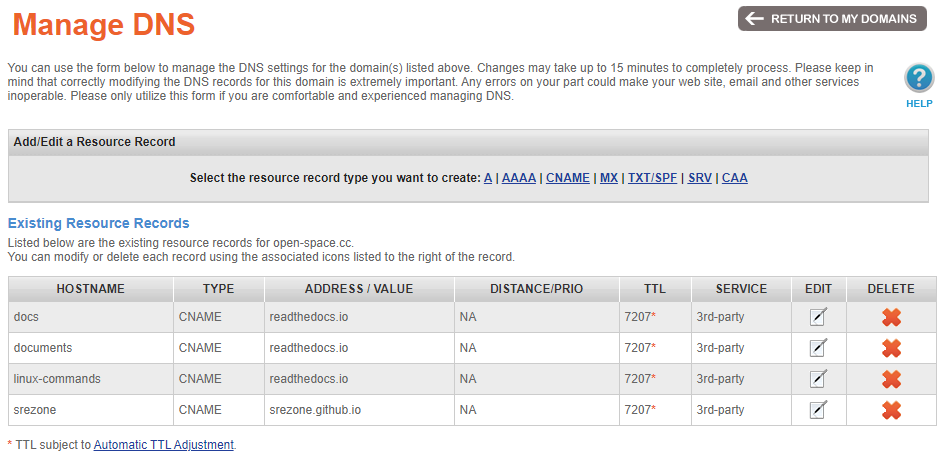 Manage DNS
RETURN TO MY DOMAINS
You can use the form below to manage the DNS settings for the domain(s) listed above. Changes may take up to 15 minutes to completely process. Please keep in
mind that correctly modifying the DNS records for this domain is extremely important. Any errors on your part could make your web site, email and other services
inoperable. Please only utilize this form if you are comfortable and experienced managing DNS.
?
HELP
Add/Edit a Resource Record
Select the resource record type you want to create: A | AAAA | CNAME | MX | TXT/SPF | SRV | CAA
Existing Resource Records
Listed below are the existing resource records for open-space.cc.
You can modify or delete each record using the associated icons listed to the right of the record.
HOSTNAME TYPE ADDRESS / VALUE DISTANCE/PRIO TTL SERVICE EDIT DELETE
docs CNAME readthedocs.io NA 7207* 3rd-party
documents CNAME readthedocs.io NA 7207* 3rd-party
linux-commands CNAME readthedocs.io NA 7207* 3rd-party
srezone CNAME srezone.github.io NA 7207* 3rd-party
* TTL subject to Automatic TTL Adjustment.